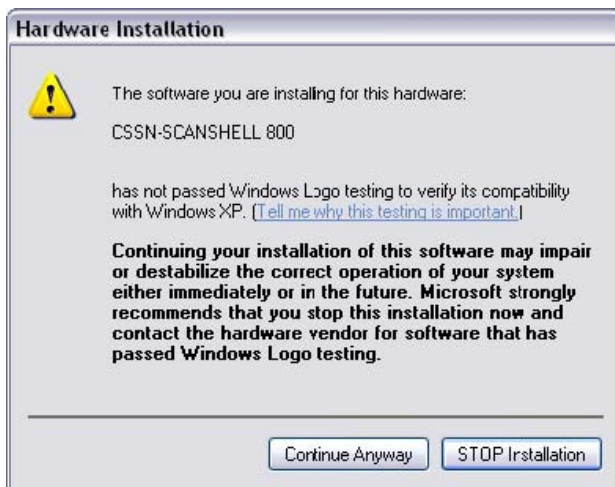 Hardware Installation
The software you are installing for this hardware:
CSSN-SCANSHELL 800
has not passed Windows Logo testing to verify its compatibility
with Windows XP. (Tell me why this testing is important.)
Continuing your installation of this software may impair
or destabilize the correct operation of your system
either immediately or in the future. Microsoft strongly
recommends that you stop this installation now and
contact the hardware vendor for software that has
passed Windows Logo testing.
Continue Anyway
STOP Installation